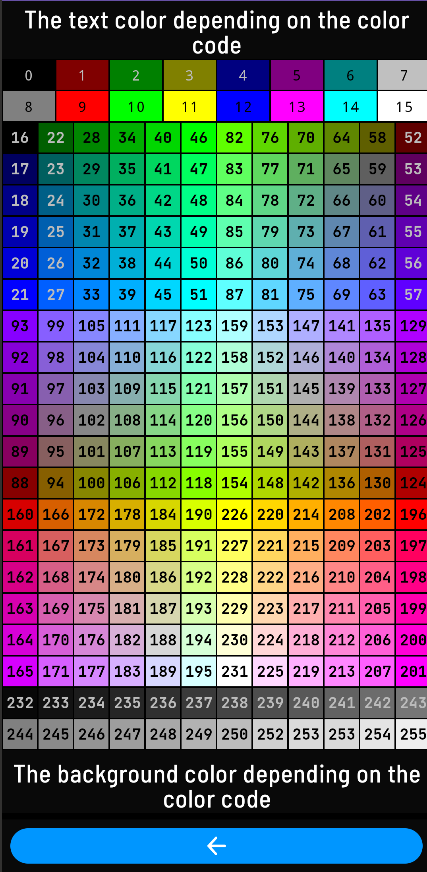 The text color depending on the color
code
0 1 2 3 4 5 6 7
8 9 10 11 12 13 14 15
16 22 28 34 40 46 82 76 70 64 58 52
17 23 29 35 41 47 83 77 71 65 59 53
18 24 30 36 42 48 84 78 72 66 60 54
19 25 31 37 43 49 85 79 73 67 61 55
20 26 32 38 44 50 86 80 74 68 62 56
21 27 33 39 45 51 87 81 75 69 63 57
93 99 105 111 117 123 159 153 147 141 135 129
92 98 104 110 116 122 158 152 146 140 134 128
91 97 103 109 115 121 157 151 145 139 133 127
90 96 102 108 114 120 156 150 144 138 132 126
89 95 101 107 113 119 155 149 143 137 131 125
88 94 100 106 112 118 154 148 142 136 130 124
160 166 172 178 184 190 226 220 214 208 202 196
161 167 173 179 185 191 227 221 215 209 203 197
162 168 174 180 186 192 228 222 216 210 204 198
163 169 175 181 187 193 229 223 217 211 205 199
164 170 176 182 188 194 230 224 218 212 206 200
165 171 177 183 189 195 231 225 219 213 207 201
232 233 234 235 236 237 238 239 240 241 242 243
244 245 246 247 248 249 250 252 253 253 254 255
The background color depending on the
color code